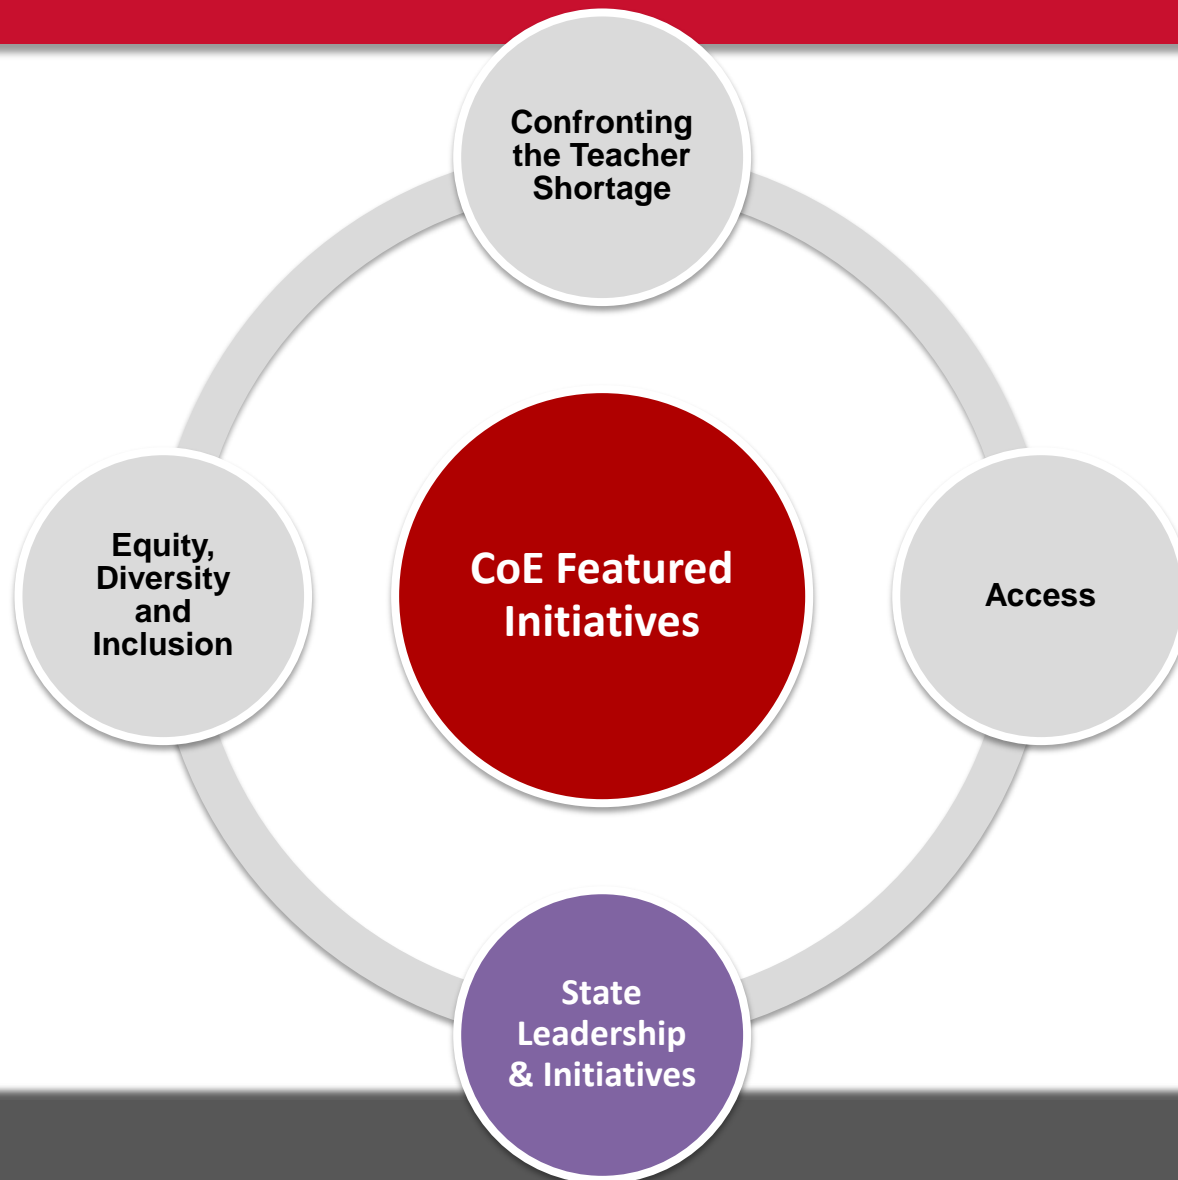 Confronting
the Teacher
Shortage
Equity,
Diversity
and
Inclusion
CoE Featured
Initiatives
Access
State
Leadership
& Initiatives